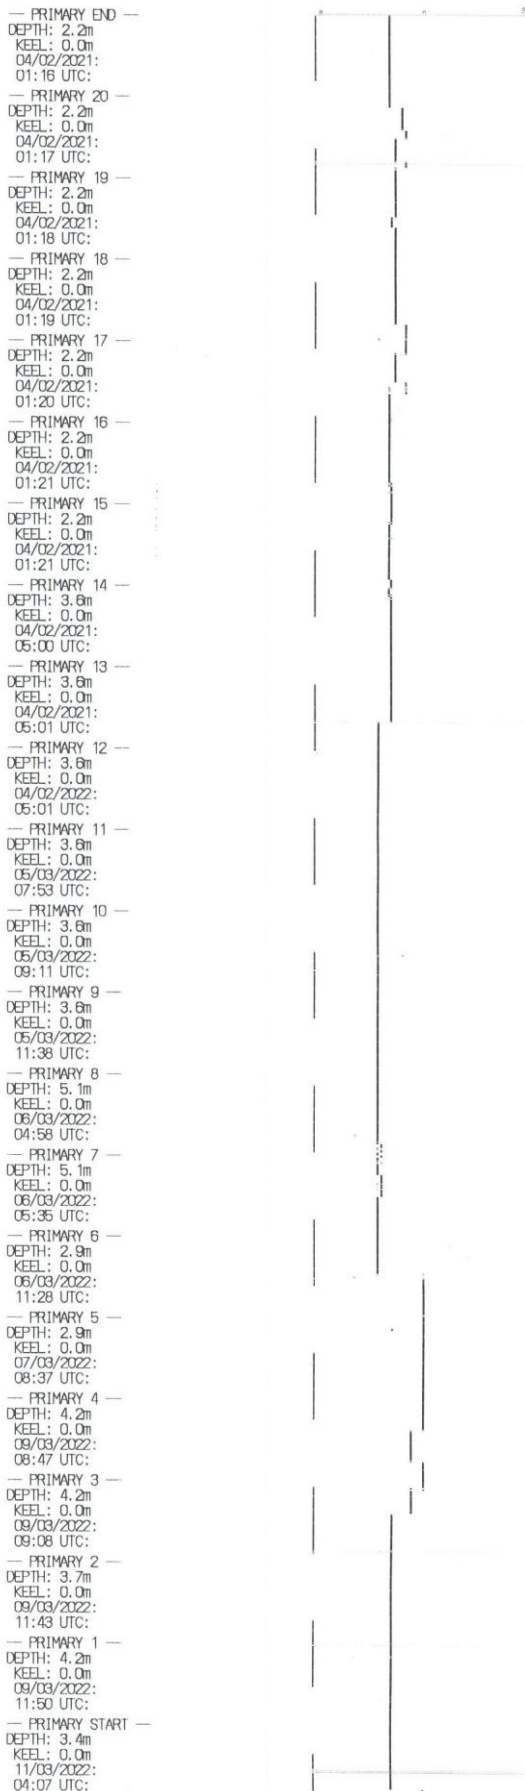 — PRIMARY END —
DEPTH: 2.2m
KEEL: 0.0m
04/02/2021:
01:16 UTC:
— PRIMARY 20 —
DEPTH: 2.2m
KEEL: 0.0m
04/02/2021:
01:17 UTC:
— PRIMARY 19 —
DEPTH: 2.2m
KEEL: 0.0m
04/02/2021:
01:18 UTC:
— PRIMARY 18 —
DEPTH: 2.2m
KEEL: 0.0m
04/02/2021:
01:19 UTC:
— PRIMARY 17 —
DEPTH: 2.2m
KEEL: 0.0m
04/02/2021:
01:20 UTC:
— PRIMARY 16 —
DEPTH: 2.2m
KEEL: 0.0m
04/02/2021:
01:21 UTC:
— PRIMARY 15 —
DEPTH: 2.2m
KEEL: 0.0m
04/02/2021:
01:21 UTC:
— PRIMARY 14 —
DEPTH: 3.6m
KEEL: 0.0m
04/02/2021:
05:00 UTC:
— PRIMARY 13 —
DEPTH: 3.6m
KEEL: 0.0m
04/02/2021:
05:01 UTC:
— PRIMARY 12 —
DEPTH: 3.6m
KEEL: 0.0m
04/02/2022:
05:01 UTC:
— PRIMARY 11 —
DEPTH: 3.6m
KEEL: 0.0m
05/03/2022:
07:53 UTC:
— PRIMARY 10 —
DEPTH: 3.6m
KEEL: 0.0m
05/03/2022:
09:11 UTC:
— PRIMARY 9 —
DEPTH: 3.6m
KEEL: 0.0m
05/03/2022:
11:38 UTC:
— PRIMARY 8 —
DEPTH: 5.1m
KEEL: 0.0m
06/03/2022:
04:58 UTC:
— PRIMARY 7 —
DEPTH: 5.1m
KEEL: 0.0m
06/03/2022:
05:35 UTC:
— PRIMARY 6 —
DEPTH: 2.9m
KEEL: 0.0m
06/03/2022:
11:28 UTC:
— PRIMARY 5 —
DEPTH: 2.9m
KEEL: 0.0m
07/03/2022:
08:37 UTC:
— PRIMARY 4 —
DEPTH: 4.2m
KEEL: 0.0m
09/03/2022:
08:47 UTC:
— PRIMARY 3 —
DEPTH: 4.2m
KEEL: 0.0m
09/03/2022:
09:08 UTC:
— PRIMARY 2 —
DEPTH: 3.7m
KEEL: 0.0m
09/03/2022:
11:43 UTC:
— PRIMARY 1 —
DEPTH: 4.2m
KEEL: 0.0m
09/03/2022:
11:50 UTC:
— PRIMARY START —
DEPTH: 3.4m
KEEL: 0.0m
11/03/2022:
04:07 UTC: